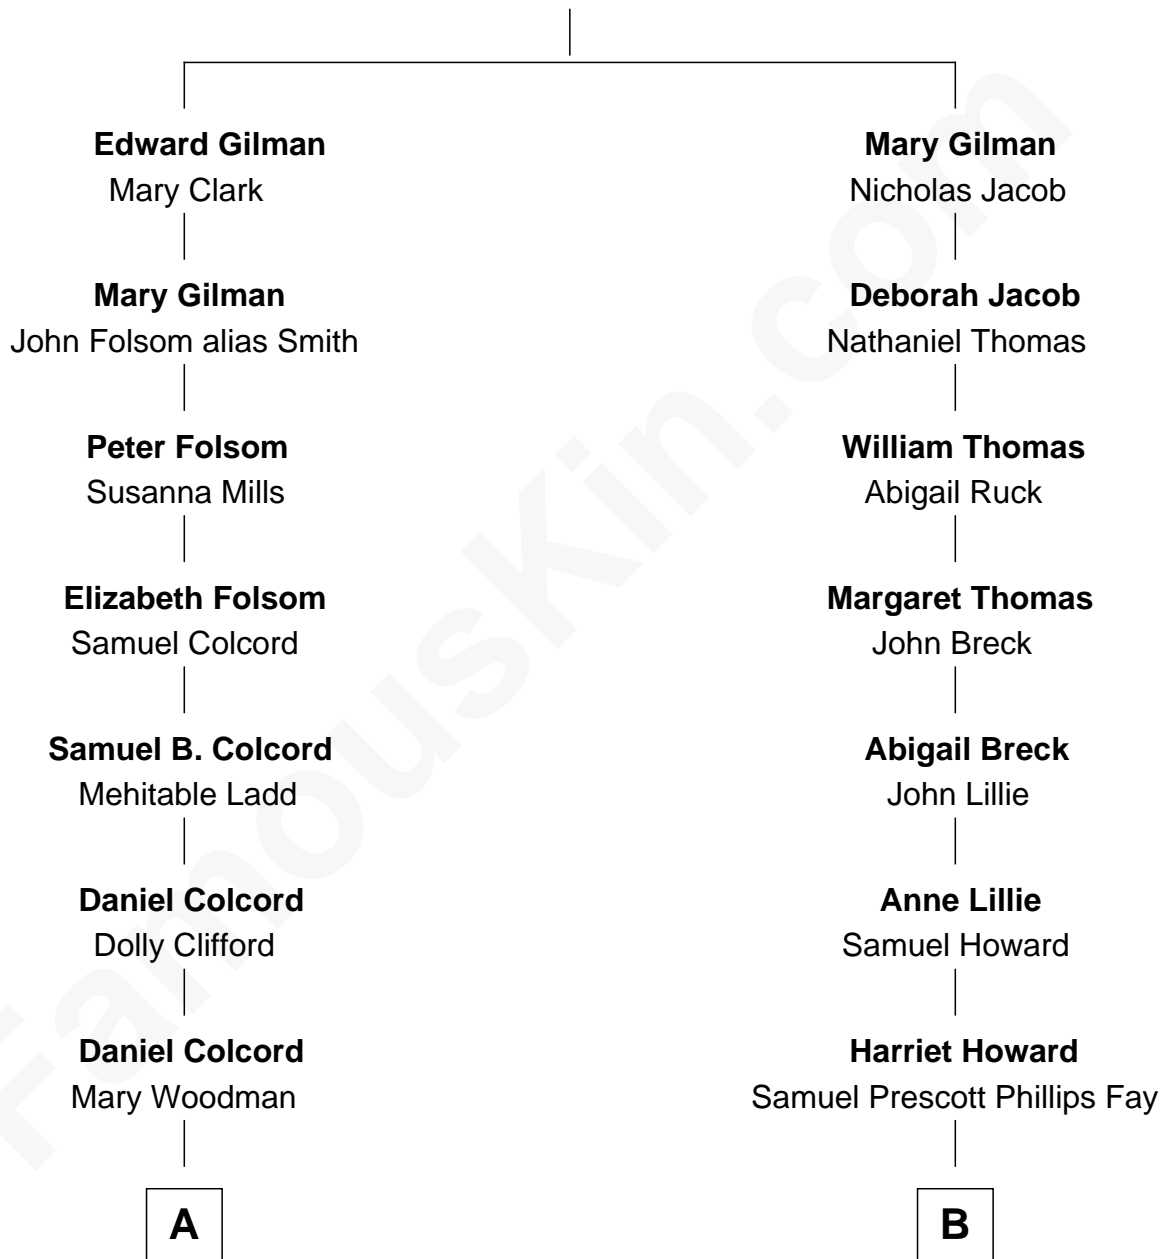 Edward Gilman
Mary Clark
Mary Gilman
John Folsom alias Smith
Peter Folsom
Susanna Mills
Elizabeth Folsom
Samuel Colcord
Samuel B. Colcord
Mehitable Ladd
Daniel Colcord
Dolly Clifford
Daniel Colcord
Mary Woodman
A
Mary Gilman
Nicholas Jacob
Deborah Jacob
Nathaniel Thomas
William Thomas
Abigail Ruck
Margaret Thomas
John Breck
Abigail Breck
John Lillie
Anne Lillie
Samuel Howard
Harriet Howard
Samuel Prescott Phillips Fay
B
FamousKin.com